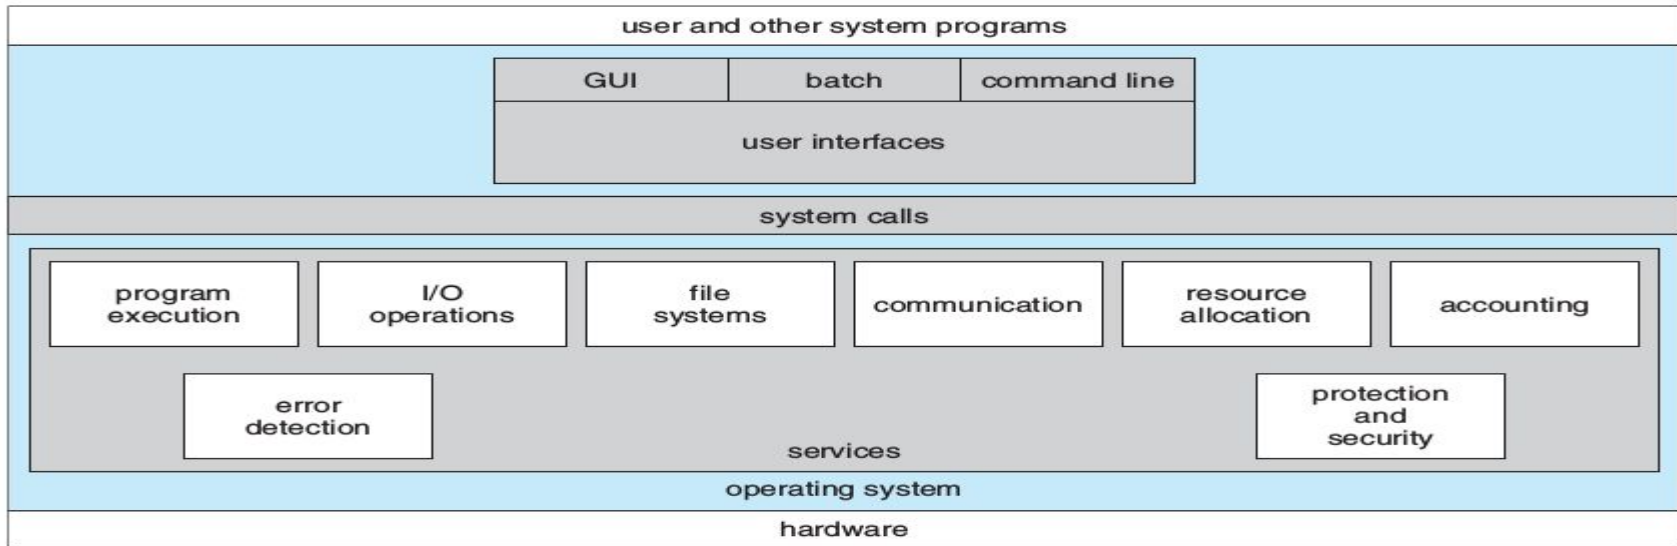 user and other system programs
GUI
batch
command line
user interfaces
system calls
program
execution
I/O
operations
file
systems
communication
resource
allocation
accounting
error
detection
protection
and
security
services
operating system
hardware